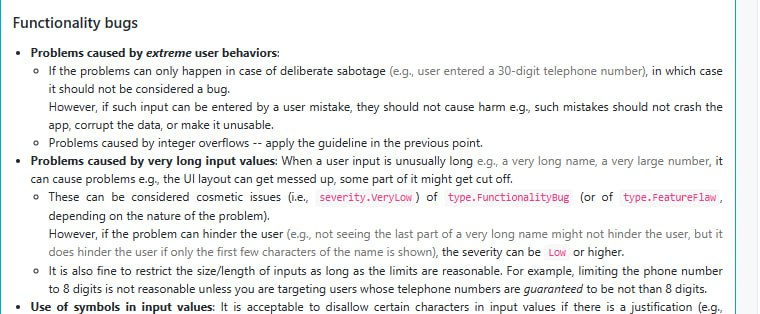 Functionality bugs
• Problems caused by extreme user behaviors:
○ If the problems can only happen in case of deliberate sabotage (e.g., user entered a 30-digit telephone number), in which case
it should not be considered a bug.
However, if such input can be entered by a user mistake, they should not cause harm e.g., such mistakes should not crash the
app, corrupt the data, or make it unusable.
○ Problems caused by integer overflows -- apply the guideline in the previous point.
• Problems caused by very long input values: When a user input is unusually long e.g., a very long name, a very large number, it
can cause problems e.g., the UI layout can get messed up, some part of it might get cut off.
○ These can be considered cosmetic issues (i.e., severity.VeryLow) of type.FunctionalityBug (or of type.FeatureFlaw,
depending on the nature of the problem).
However, if the problem can hinder the user (e.g., not seeing the last part of a very long name might not hinder the user, but it
does hinder the user if only the first few characters of the name is shown), the severity can be Low or higher.
○ It is also fine to restrict the size/length of inputs as long as the limits are reasonable. For example, limiting the phone number
to 8 digits is not reasonable unless you are targeting users whose telephone numbers are guaranteed to be not than 8 digits.
• Use of symbols in input values: It is acceptable to disallow certain characters in input values if there is a justification (e.g.,